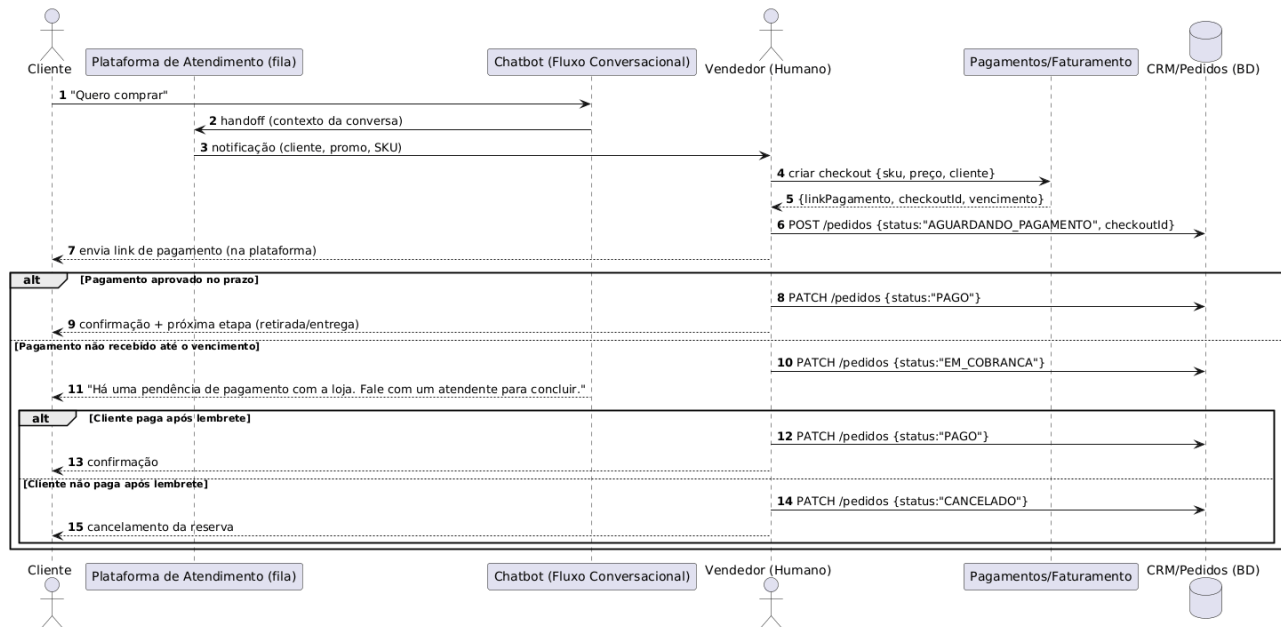 Cliente
Plataforma de Atendimento (fila)
Chatbot (Fluxo Conversacional)
Vendedor (Humano)
Pagamentos/Faturamento
CRM/Pedidos (BD)
1 "Quero comprar"
2 handoff (contexto da conversa)
3 notificação (cliente, promo, SKU)
4 criar checkout {sku, preço, cliente}
5 {linkPagamento, checkoutId, vencimento}
6 POST /pedidos {status:"AGUARDANDO_PAGAMENTO", checkoutId}
7 envia link de pagamento (na plataforma)
alt [Pagamento aprovado no prazo]
8 PATCH /pedidos {status:"PAGO"}
9 confirmação + próxima etapa (retirada/entrega)
[Pagamento não recebido até o vencimento]
10 PATCH /pedidos {status:"EM_COBRANCA"}
11 "Há uma pendência de pagamento com a loja. Fale com um atendente para concluir."
alt [Cliente paga após lembrete]
12 PATCH /pedidos {status:"PAGO"}
13 confirmação
[Cliente não paga após lembrete]
14 PATCH /pedidos {status:"CANCELADO"}
15 cancelamento da reserva
Cliente
Plataforma de Atendimento (fila)
Chatbot (Fluxo Conversacional)
Vendedor (Humano)
Pagamentos/Faturamento
CRM/Pedidos (BD)